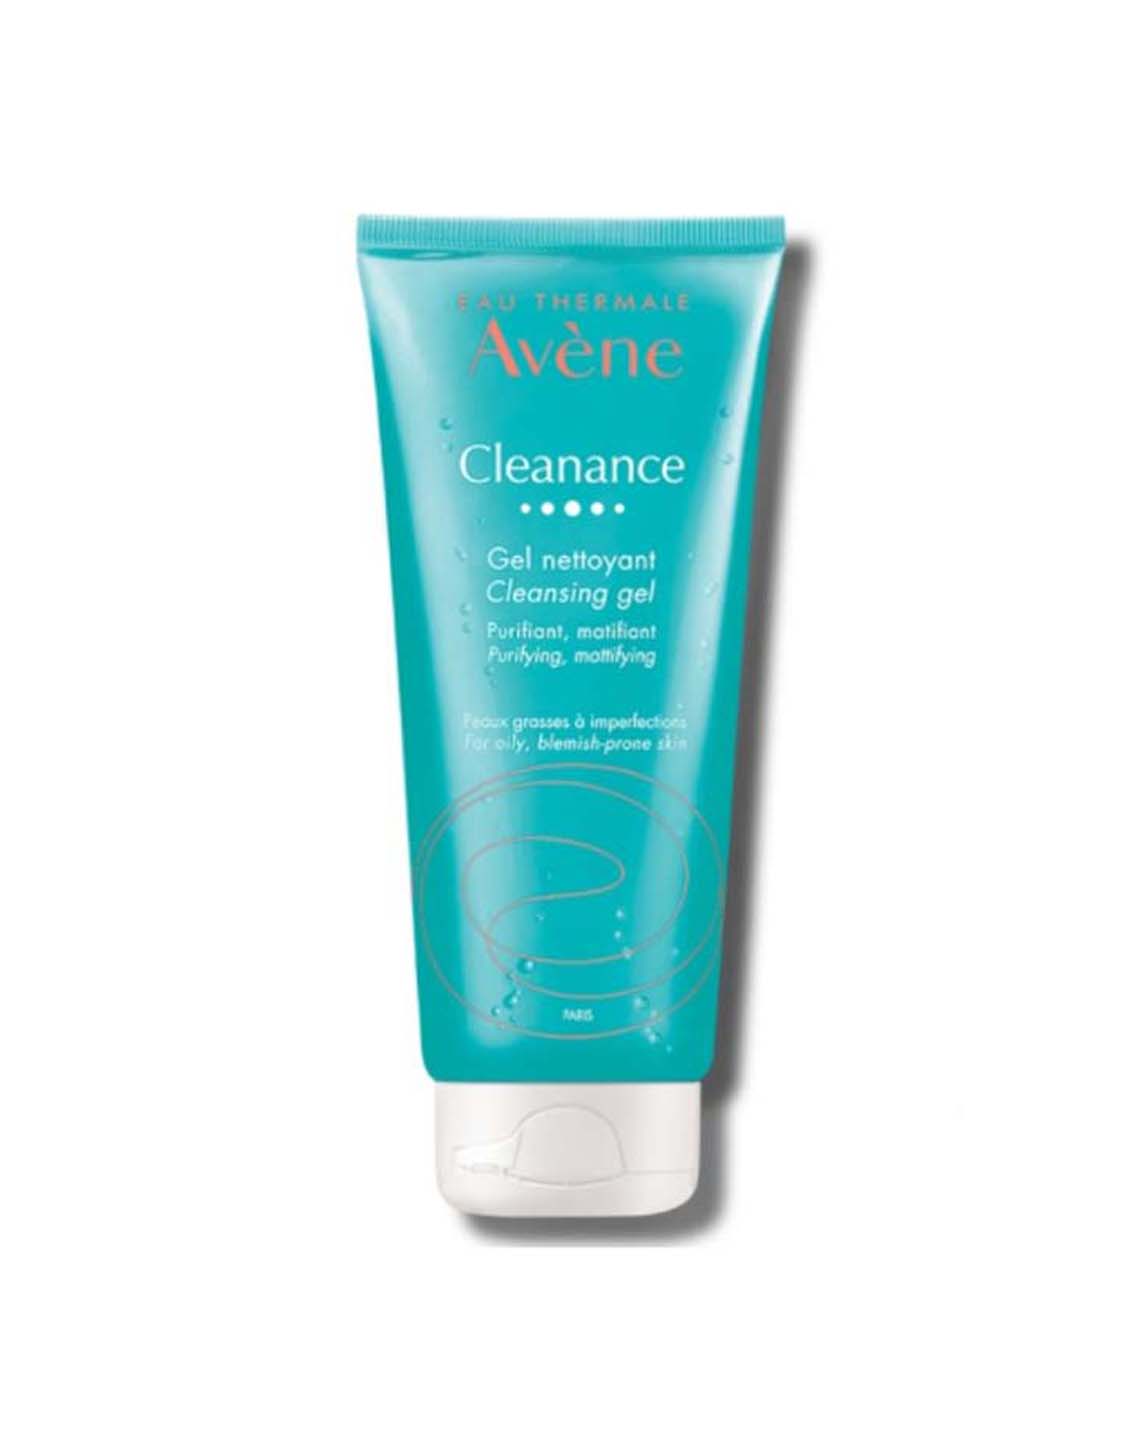 EAU THERMALE
Avène
Cleanance
Gel nettoyant
Cleansing gel
Purifiant, matifiant
Purifying, mattifying
Peaux grasses à imperfections
For oily, blemish-prone skin
PARIS